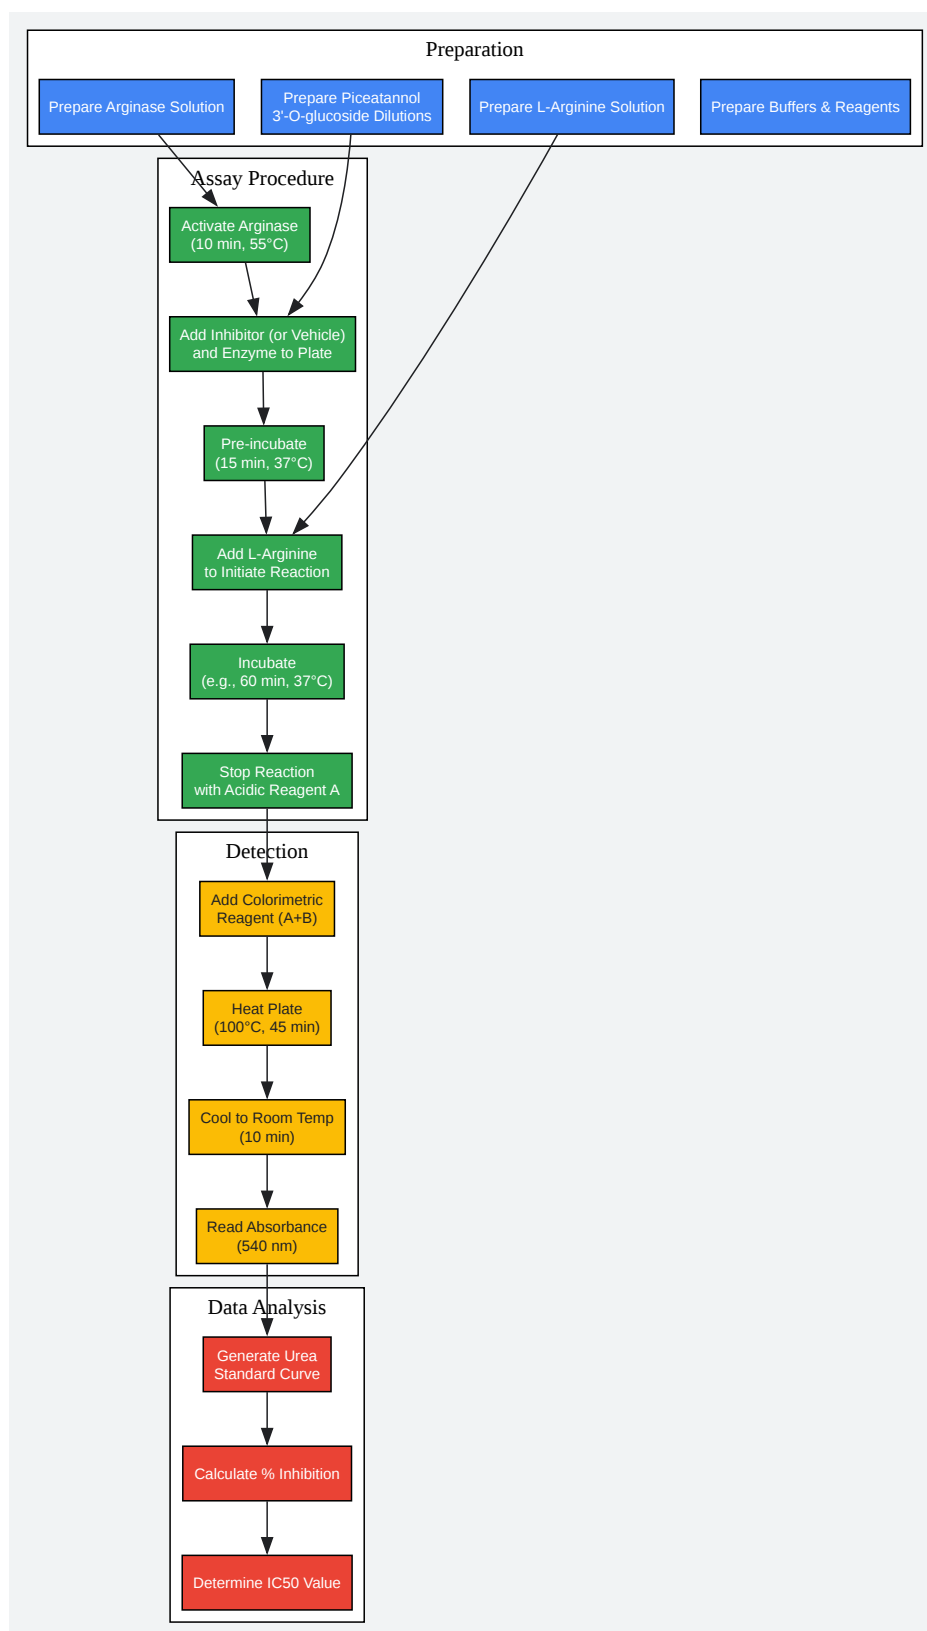 Preparation
Prepare Arginase Solution
Prepare Piceatannol
3'-O-glucoside Dilutions
Prepare L-Arginine Solution
Prepare Buffers & Reagents
Assay Procedure
Activate Arginase
(10 min, 55°C)
Add Inhibitor (or Vehicle)
and Enzyme to Plate
Pre-incubate
(15 min, 37°C)
Add L-Arginine
to Initiate Reaction
Incubate
(e.g., 60 min, 37°C)
Stop Reaction
with Acidic Reagent A
Detection
Add Colorimetric
Reagent (A+B)
Heat Plate
(100°C, 45 min)
Cool to Room Temp
(10 min)
Read Absorbance
(540 nm)
Data Analysis
Generate Urea
Standard Curve
Calculate % Inhibition
Determine IC50 Value